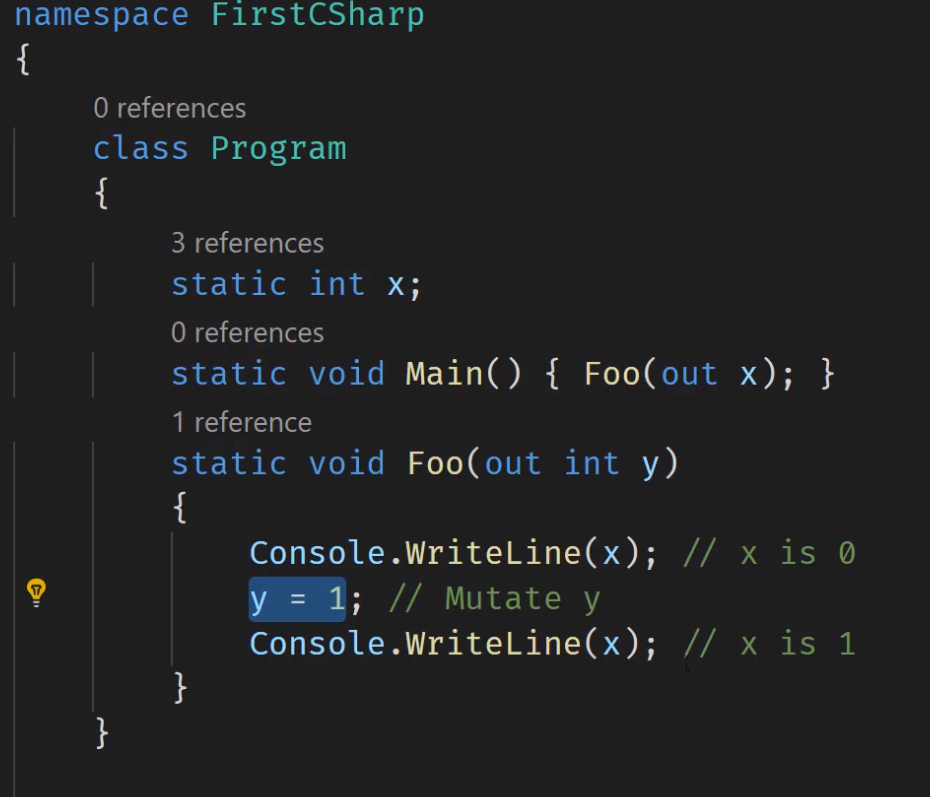 namespace FirstCSharp
{
0 references
class Program
{
3 references
static int x;
0 references
static void Main() { Foo(out x); }
1 reference
static void Foo(out int y)
{
Console.WriteLine(x); // x is 0
y = 1; // Mutate y
Console.WriteLine(x); // x is 1
}
}